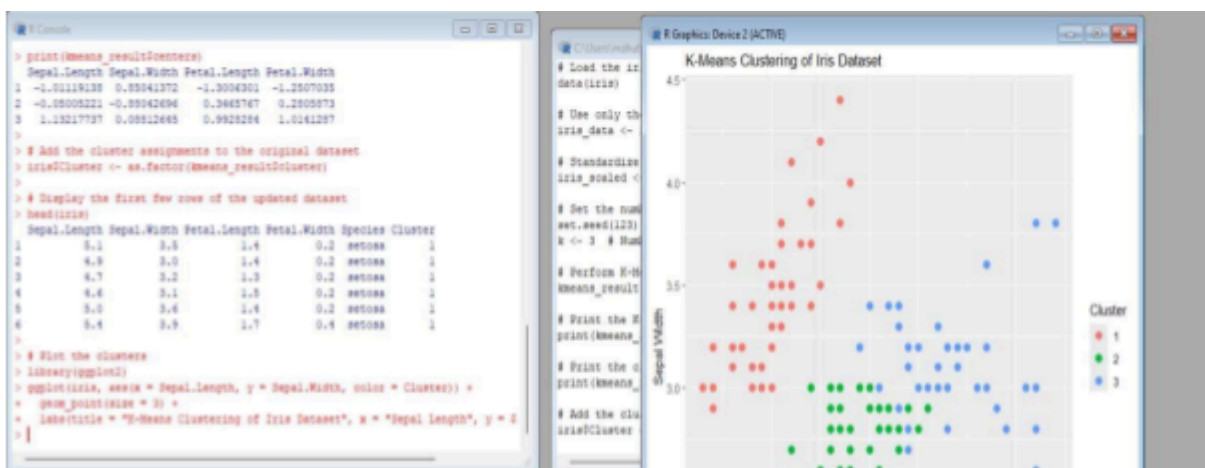 R Console
> print(kmeans_result$centers)
Sepal.Length Sepal.Width Petal.Length Petal.Width
1 -1.01119138 0.85041372 -1.3006301 -1.2507035
2 -0.05005221 -0.88042696 0.3465767 0.2805873
3 1.13217737 0.08812645 0.9928284 1.0141287
>
> # Add the cluster assignments to the original dataset
> iris$Cluster <- as.factor(kmeans_result$cluster)
>
> # Display the first few rows of the updated dataset
> head(iris)
Sepal.Length Sepal.Width Petal.Length Petal.Width Species Cluster
1 5.1 3.5 1.4 0.2 setosa 1
2 4.9 3.0 1.4 0.2 setosa 1
3 4.7 3.2 1.3 0.2 setosa 1
4 4.6 3.1 1.5 0.2 setosa 1
5 5.0 3.6 1.4 0.2 setosa 1
6 5.4 3.9 1.7 0.4 setosa 1
>
> # Plot the clusters
> library(ggplot2)
> ggplot(iris, aes(x = Sepal.Length, y = Sepal.Width, color = Cluster)) +
+ geom_point(size = 3) +
+ labs(title = "K-Means Clustering of Iris Dataset", x = "Sepal Length", y =
>
# Load the ir
data(iris)
# Use only the
iris_data <-
# Standardize
iris_scaled <
# Set the num
set.seed(123)
k <- 3 # Num
# Perform K-M
kmeans_result
# Print the K
print(kmeans_
# Print the c
print(kmeans_
# Add the clu
iris$Cluster
R Graphics: Device 2 (ACTIVE)
K-Means Clustering of Iris Dataset
4.5
4.0
3.5
3.0
Sepal Width
Cluster
1
2
3